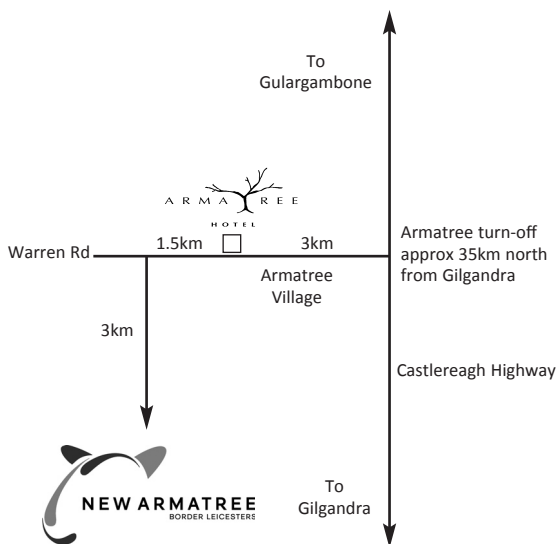 To
Gulargambone
ARMATREE
HOTEL
Warren Rd
1.5km
3km
Armatree
Village
Armatree turn-off
approx 35km north
from Gilgandra
3km
Castlereagh Highway
NEW ARMATREE
BORDER LEICESTERS
To
Gilgandra